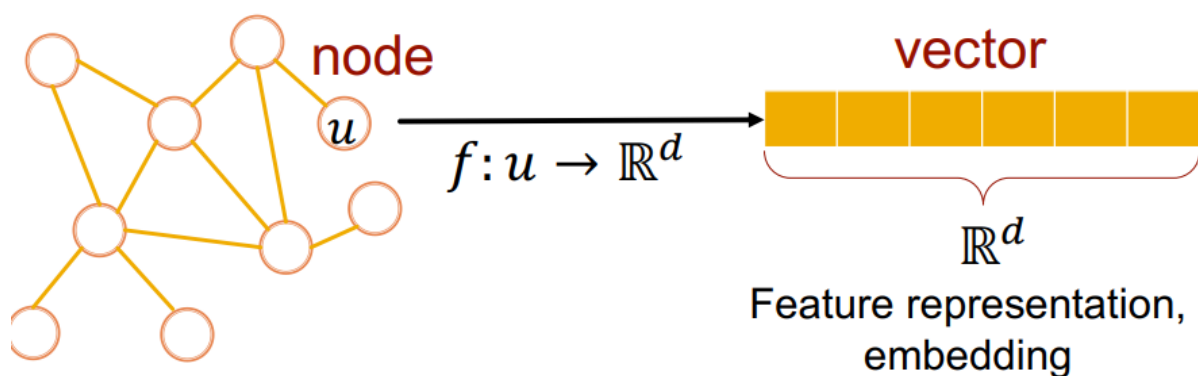 node
vector
u
f: u → ℝ^d
ℝ^d
Feature representation,
embedding